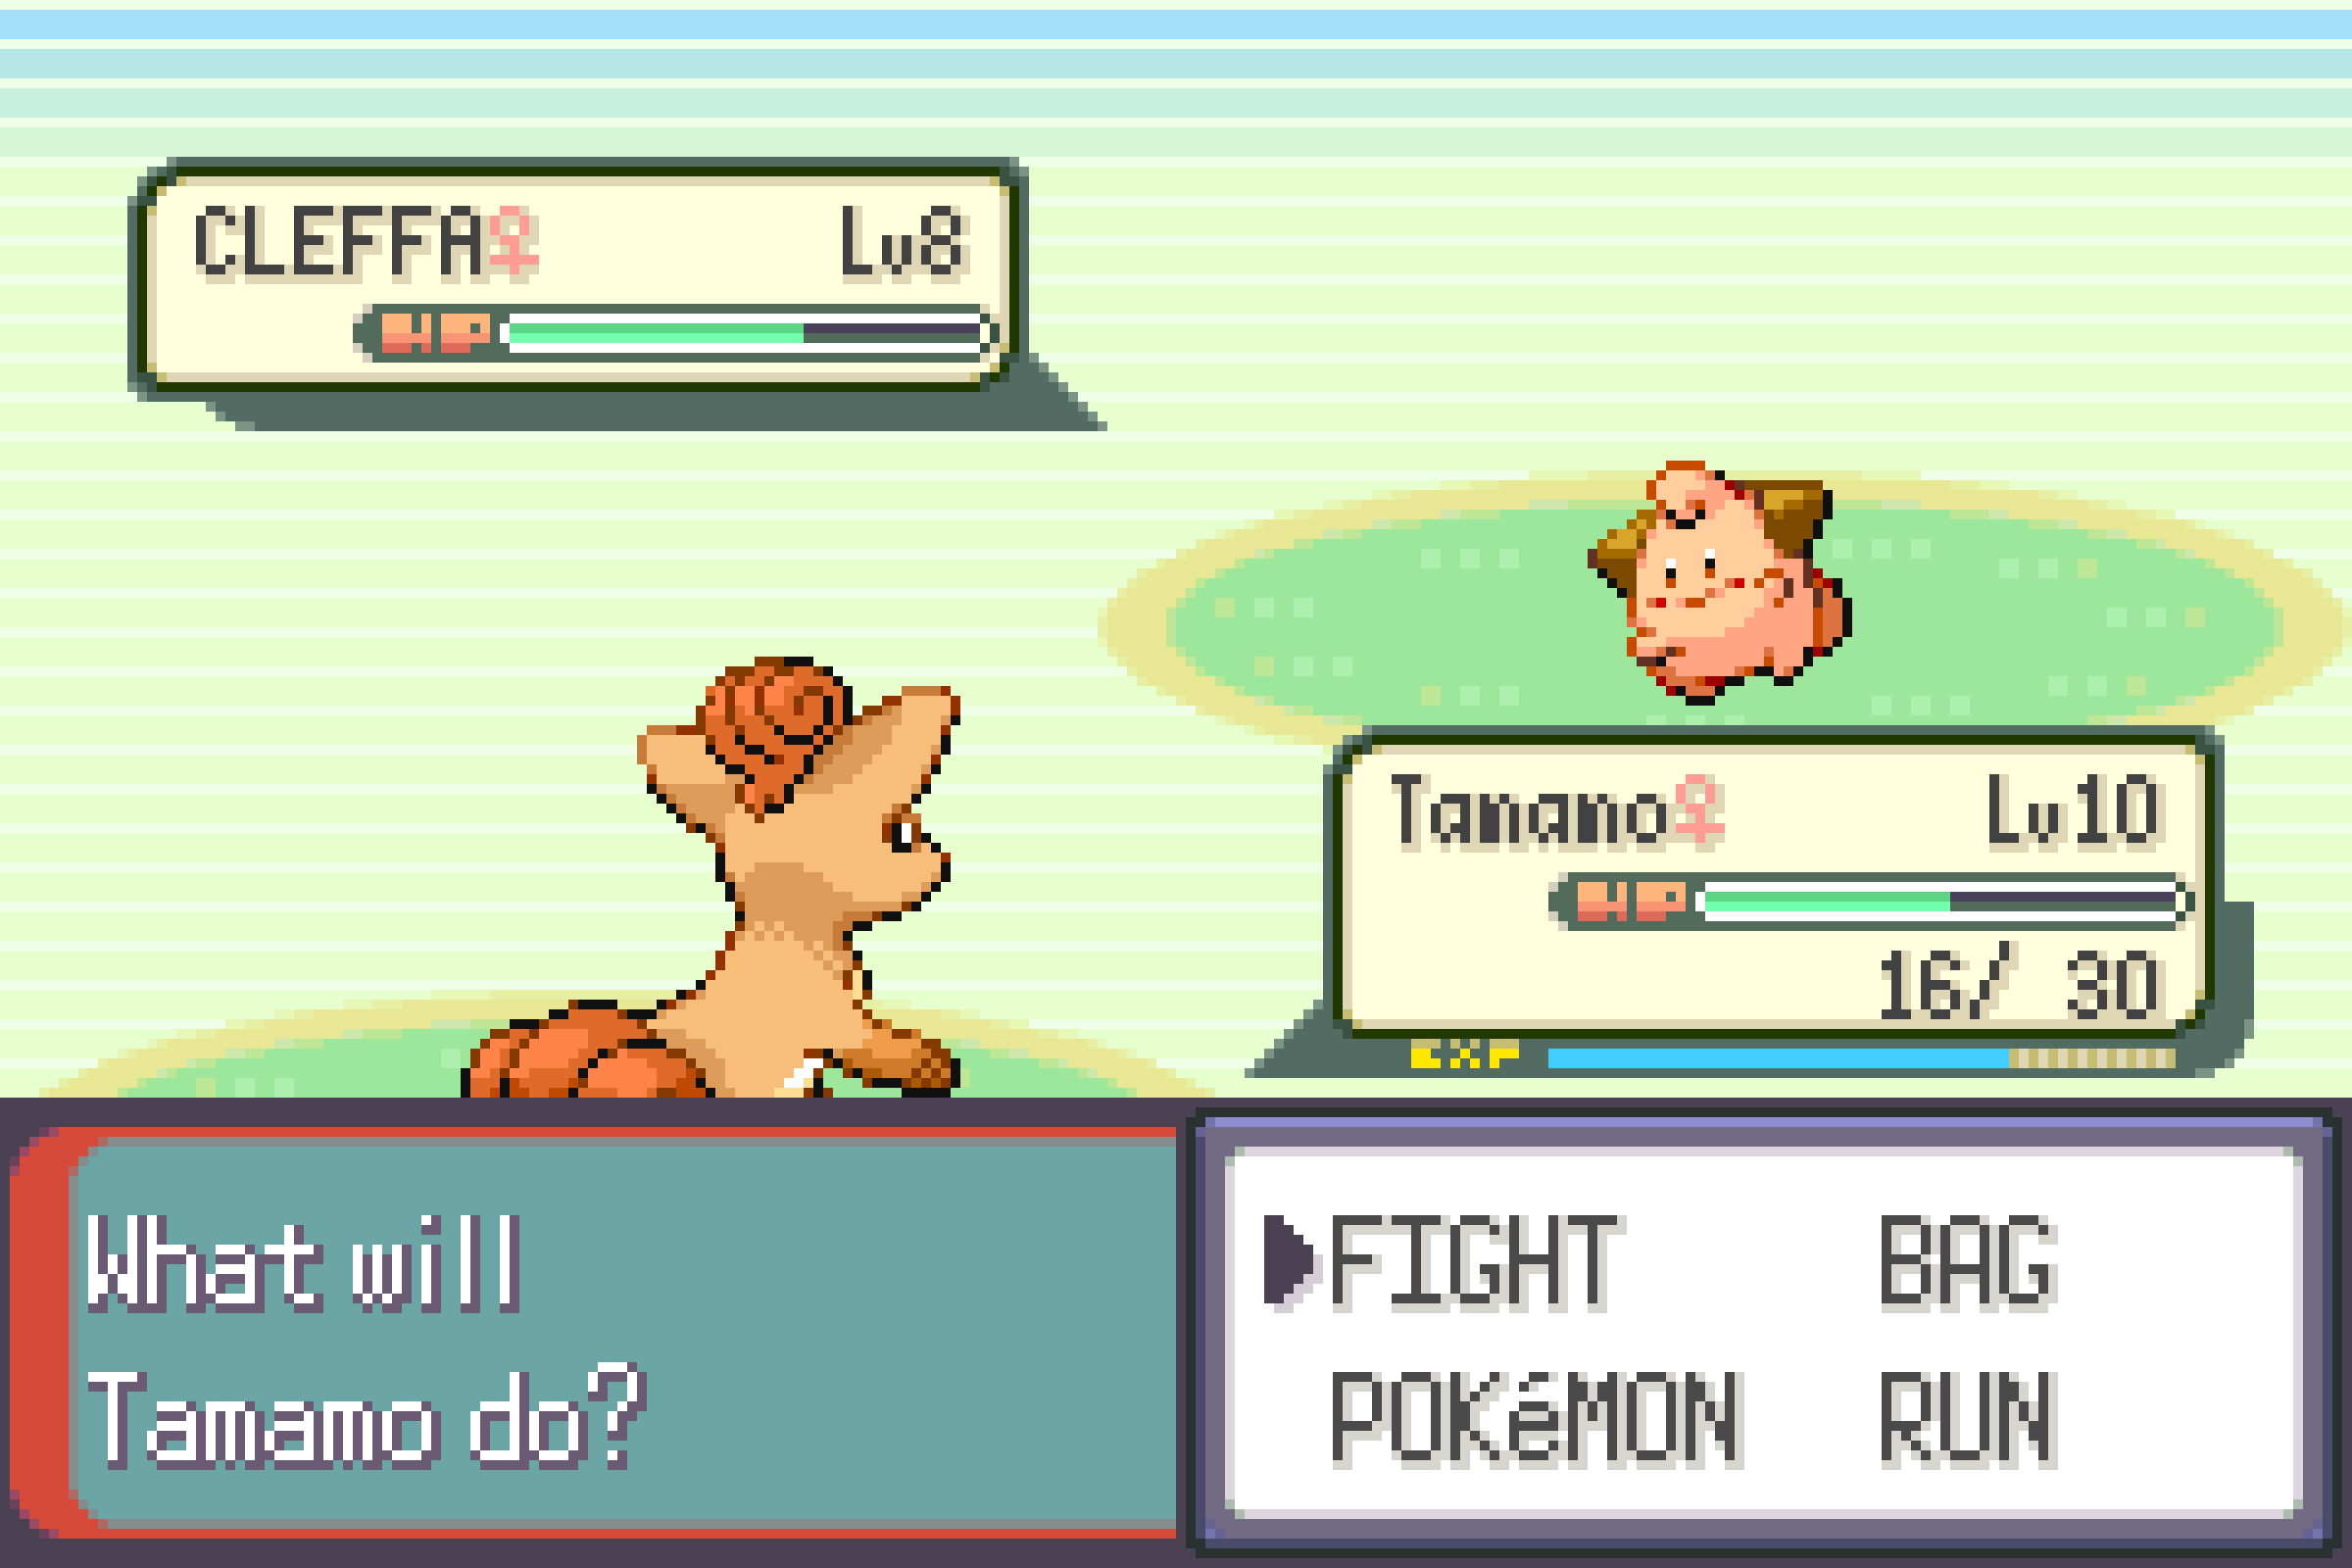 CLEFFA♀ Lv8
HP
Tamamo♀ Lv10
HP
16/ 30
EXP
What will
Tamamo do?
FIGHT BAG
POKéMON RUN